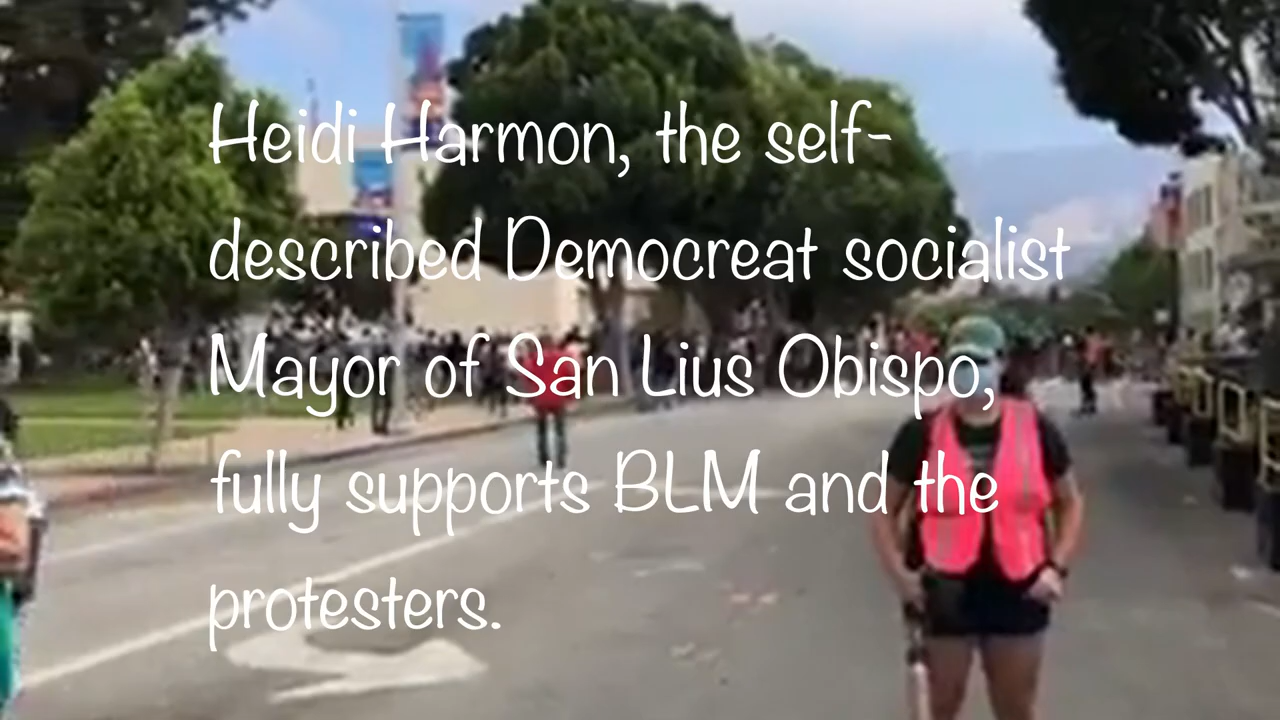 Heidi Harmon, the self-
described Democreat socialist
Mayor of San Lius Obispo,
fully supports BLM and the
protesters.